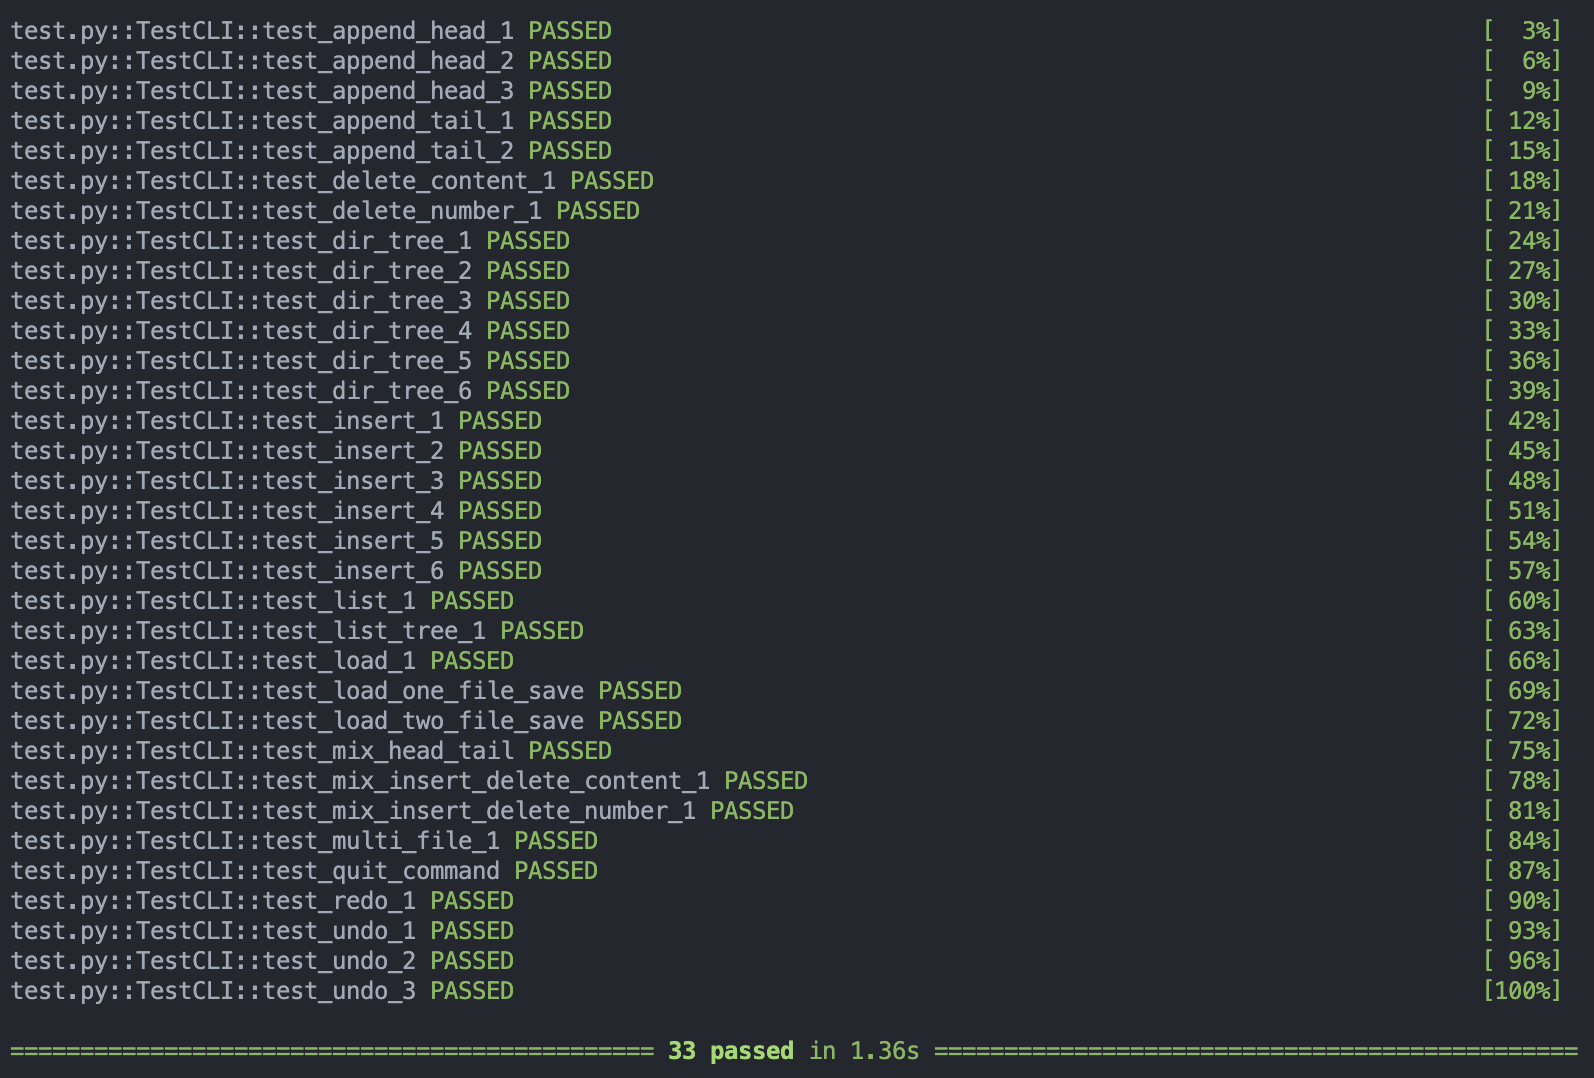 test.py::TestCLI::test_append_head_1 PASSED [  3%]
test.py::TestCLI::test_append_head_2 PASSED [  6%]
test.py::TestCLI::test_append_head_3 PASSED [  9%]
test.py::TestCLI::test_append_tail_1 PASSED [ 12%]
test.py::TestCLI::test_append_tail_2 PASSED [ 15%]
test.py::TestCLI::test_delete_content_1 PASSED [ 18%]
test.py::TestCLI::test_delete_number_1 PASSED [ 21%]
test.py::TestCLI::test_dir_tree_1 PASSED [ 24%]
test.py::TestCLI::test_dir_tree_2 PASSED [ 27%]
test.py::TestCLI::test_dir_tree_3 PASSED [ 30%]
test.py::TestCLI::test_dir_tree_4 PASSED [ 33%]
test.py::TestCLI::test_dir_tree_5 PASSED [ 36%]
test.py::TestCLI::test_dir_tree_6 PASSED [ 39%]
test.py::TestCLI::test_insert_1 PASSED [ 42%]
test.py::TestCLI::test_insert_2 PASSED [ 45%]
test.py::TestCLI::test_insert_3 PASSED [ 48%]
test.py::TestCLI::test_insert_4 PASSED [ 51%]
test.py::TestCLI::test_insert_5 PASSED [ 54%]
test.py::TestCLI::test_insert_6 PASSED [ 57%]
test.py::TestCLI::test_list_1 PASSED [ 60%]
test.py::TestCLI::test_list_tree_1 PASSED [ 63%]
test.py::TestCLI::test_load_1 PASSED [ 66%]
test.py::TestCLI::test_load_one_file_save PASSED [ 69%]
test.py::TestCLI::test_load_two_file_save PASSED [ 72%]
test.py::TestCLI::test_mix_head_tail PASSED [ 75%]
test.py::TestCLI::test_mix_insert_delete_content_1 PASSED [ 78%]
test.py::TestCLI::test_mix_insert_delete_number_1 PASSED [ 81%]
test.py::TestCLI::test_multi_file_1 PASSED [ 84%]
test.py::TestCLI::test_quit_command PASSED [ 87%]
test.py::TestCLI::test_redo_1 PASSED [ 90%]
test.py::TestCLI::test_undo_1 PASSED [ 93%]
test.py::TestCLI::test_undo_2 PASSED [ 96%]
test.py::TestCLI::test_undo_3 PASSED [100%]
============================================== 33 passed in 1.36s ==============================================